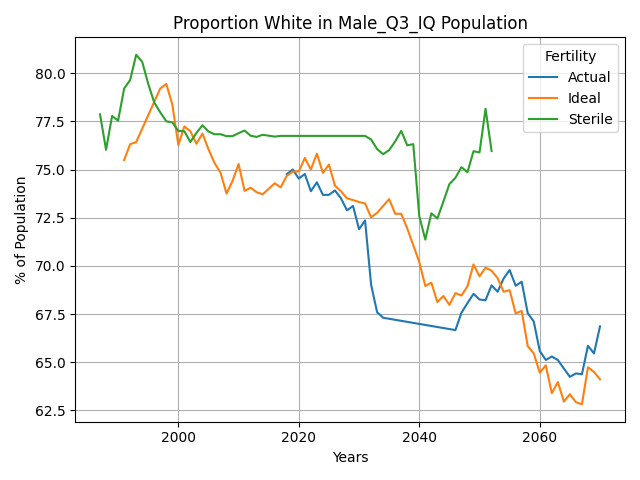 Proportion White in Male_Q3_IQ Population
Fertility
Actual
Ideal
Sterile
% of Population
80.0
77.5
75.0
72.5
70.0
67.5
65.0
62.5
2000
2020
2040
2060
Years